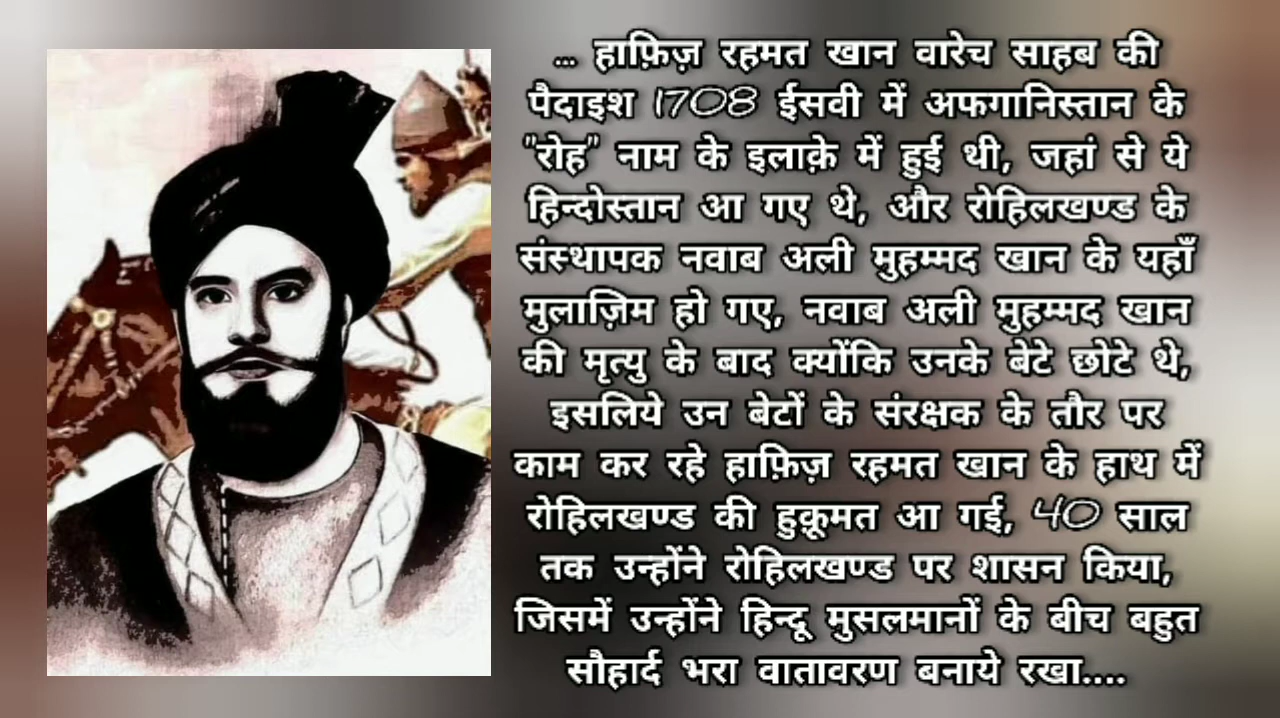 ... हाफ़िज़ रहमत खान वारेच साहब की
पैदाइश 1708 ईसवी में अफगानिस्तान के
"रोह" नाम के इलाक़े में हुई थी, जहां से ये
हिन्दोस्तान आ गए थे, और रोहिलखण्ड के
संस्थापक नवाब अली मुहम्मद खान के यहाँ
मुलाज़िम हो गए, नवाब अली मुहम्मद खान
की मृत्यु के बाद क्योंकि उनके बेटे छोटे थे,
इसलिये उन बेटों के संरक्षक के तौर पर
काम कर रहे हाफ़िज़ रहमत खान के हाथ में
रोहिलखण्ड की हुक़ूमत आ गई, 40 साल
तक उन्होंने रोहिलखण्ड पर शासन किया,
जिसमें उन्होंने हिन्दू मुसलमानों के बीच बहुत
सौहार्द भरा वातावरण बनाये रखा....